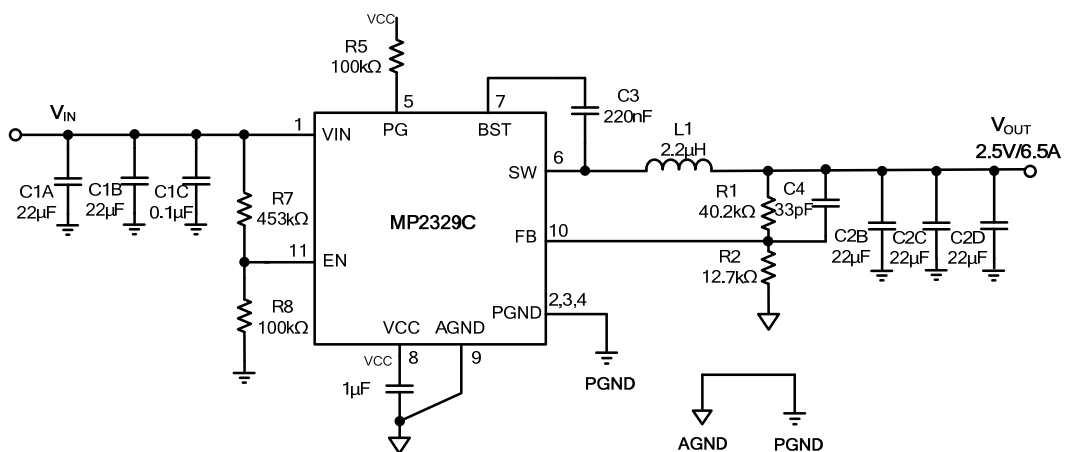 VCC
R5
100kΩ
5
7
C3
220nF
VIN
1
VIN
PG
BST
6
SW
L1
2.2μH
VOUT
2.5V/6.5A
C1A
22μF
C1B
22μF
C1C
0.1μF
R7
453kΩ
MP2329C
R1
40.2kΩ
C4
33pF
FB
10
C2B
22μF
C2C
22μF
C2D
22μF
11
EN
R2
12.7kΩ
R8
100kΩ
2,3,4
PGND
VCC
AGND
VCC
8
9
1μF
PGND
AGND
PGND